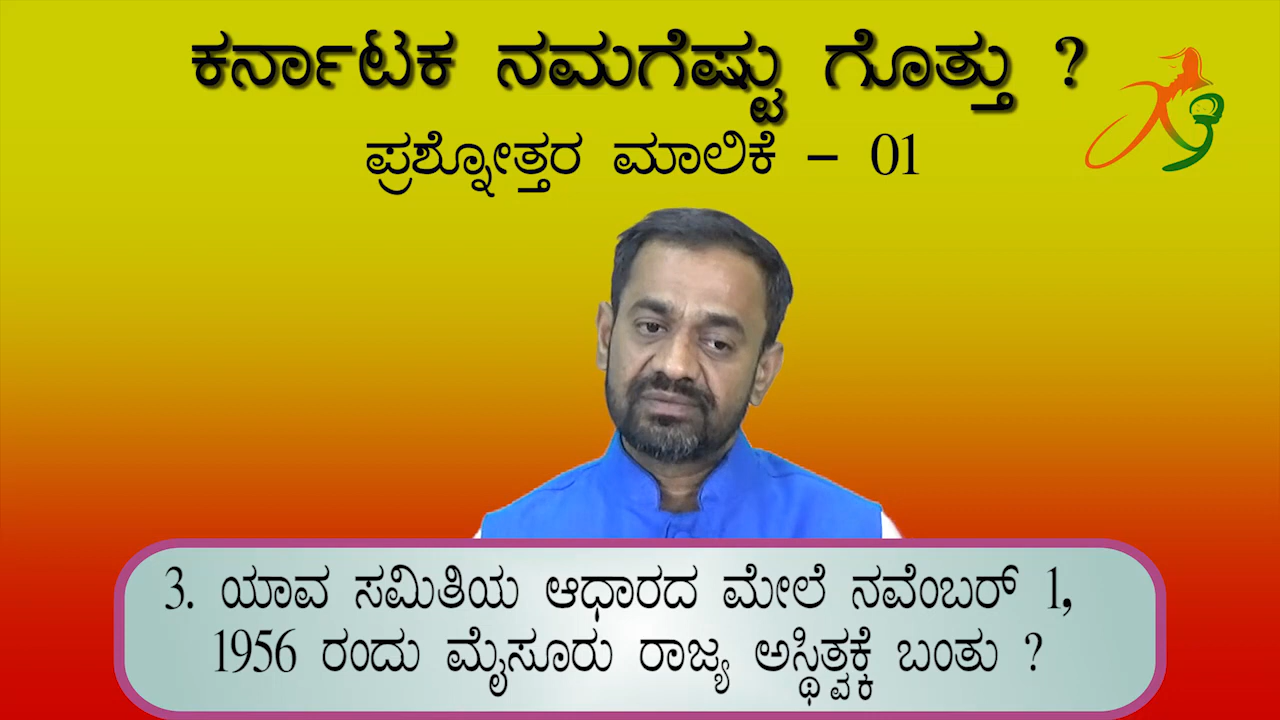 ಕರ್ನಾಟಕ ನಮಗೆಷ್ಟು ಗೊತ್ತು ?
ಪ್ರಶ್ನೋತ್ತರ ಮಾಲಿಕೆ – 01
3. ಯಾವ ಸಮಿತಿಯ ಆಧಾರದ ಮೇಲೆ ನವೆಂಬರ್ 1,
1956 ರಂದು ಮೈಸೂರು ರಾಜ್ಯ ಅಸ್ಥಿತ್ವಕ್ಕೆ ಬಂತು ?